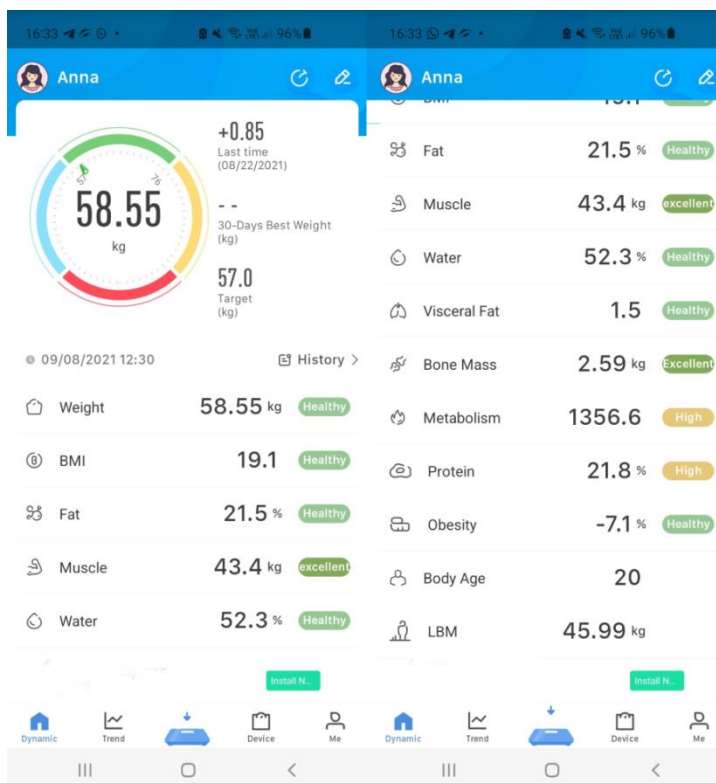 16:33
96%
Anna
+0.85
Last time
(08/22/2021)
57
76
58.55
kg
- -
30-Days Best Weight
(kg)
57.0
Target
(kg)
09/08/2021 12:30
History >
Weight 58.55 kg Healthy
BMI 19.1 Healthy
Fat 21.5 % Healthy
Muscle 43.4 kg excellent
Water 52.3 % Healthy
Install N...
Dynamic Trend Device Me
16:33
96%
Anna
BMI 19.1
Fat 21.5 % Healthy
Muscle 43.4 kg excellent
Water 52.3 % Healthy
Visceral Fat 1.5 Healthy
Bone Mass 2.59 kg Excellent
Metabolism 1356.6 High
Protein 21.8 % High
Obesity -7.1 % Healthy
Body Age 20
LBM 45.99 kg
Install N...
Dynamic Trend Device Me